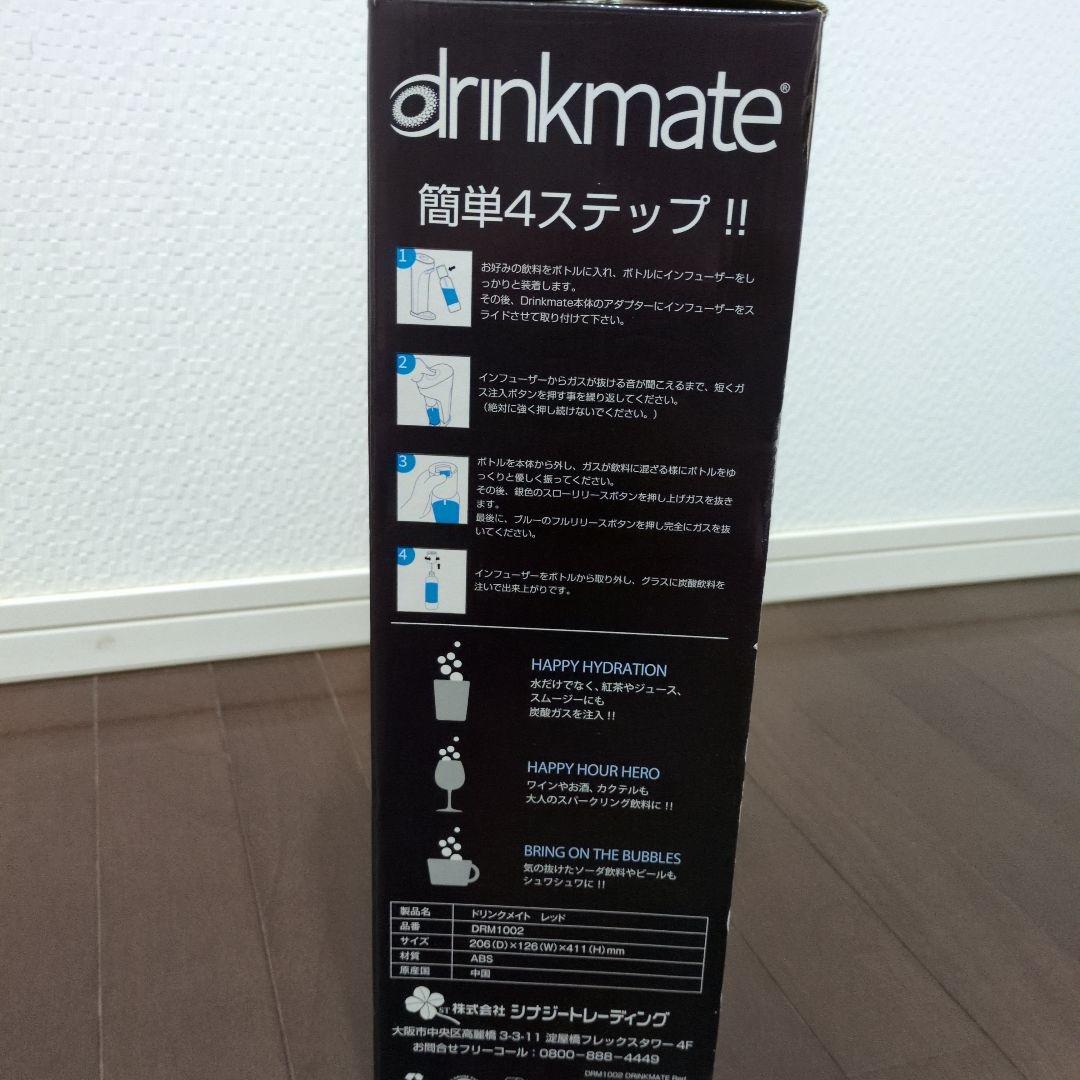 drinkmate®
簡単4ステップ !!
1
お好みの飲料をボトルに入れ、ボトルにインフューザーをし
っかりと装着します。
その後、Drinkmate本体のアダプターにインフューザーをス
ライドさせて取り付けて下さい。
2
インフューザーからガスが抜ける音が聞こえるまで、短くガ
ス注入ボタンを押す事を繰り返してください。
（絶対に強く押し続けないでください。）
3
ボトルを本体から外し、ガスが飲料に混ざる様にボトルをゆ
っくりと優しく振ってください。
その後、銀色のスローリリースボタンを押し上げガスを抜き
ます。
最後に、ブルーのフルリリースボタンを押し完全にガスを抜
いてください。
4
インフューザーをボトルから取り外し、グラスに炭酸飲料を
注いで出来上がりです。
HAPPY HYDRATION
水だけでなく、紅茶やジュース、
スムージーにも
炭酸ガスを注入 !!
HAPPY HOUR HERO
ワインやお酒、カクテルも
大人のスパークリング飲料に !!
BRING ON THE BUBBLES
気の抜けたソーダ飲料やビールも
シュワシュワに !!
製品名 ドリンクメイト レッド
品番 DRM1002
サイズ 206(D)×126(W)×411(H)mm
材質 ABS
原産国 中国
ST 株式会社 シナジートレーディング
大阪市中央区高麗橋 3-3-11 淀屋橋フレックスタワー 4F
お問合せフリーコール : 0800-888-4449
DRM1002 DRINKMATE Red